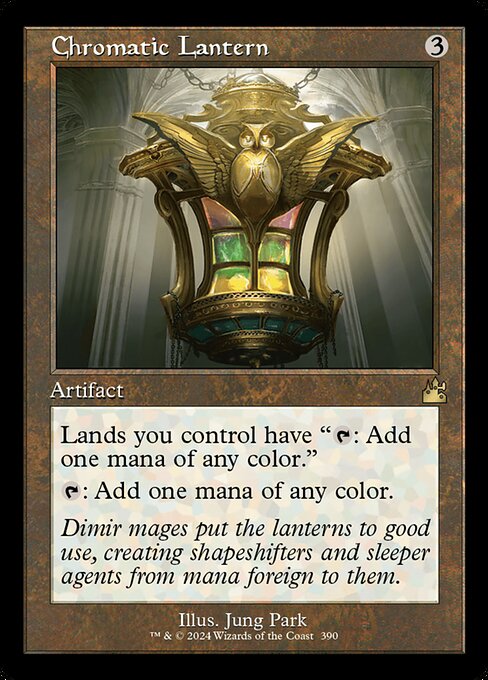 Chromatic Lantern 3
Artifact
Lands you control have “T: Add
one mana of any color.”
T: Add one mana of any color.
Dimir mages put the lanterns to good
use, creating shapeshifters and sleeper
agents from mana foreign to them.
Illus. Jung Park
™ & © 2024 Wizards of the Coast 390